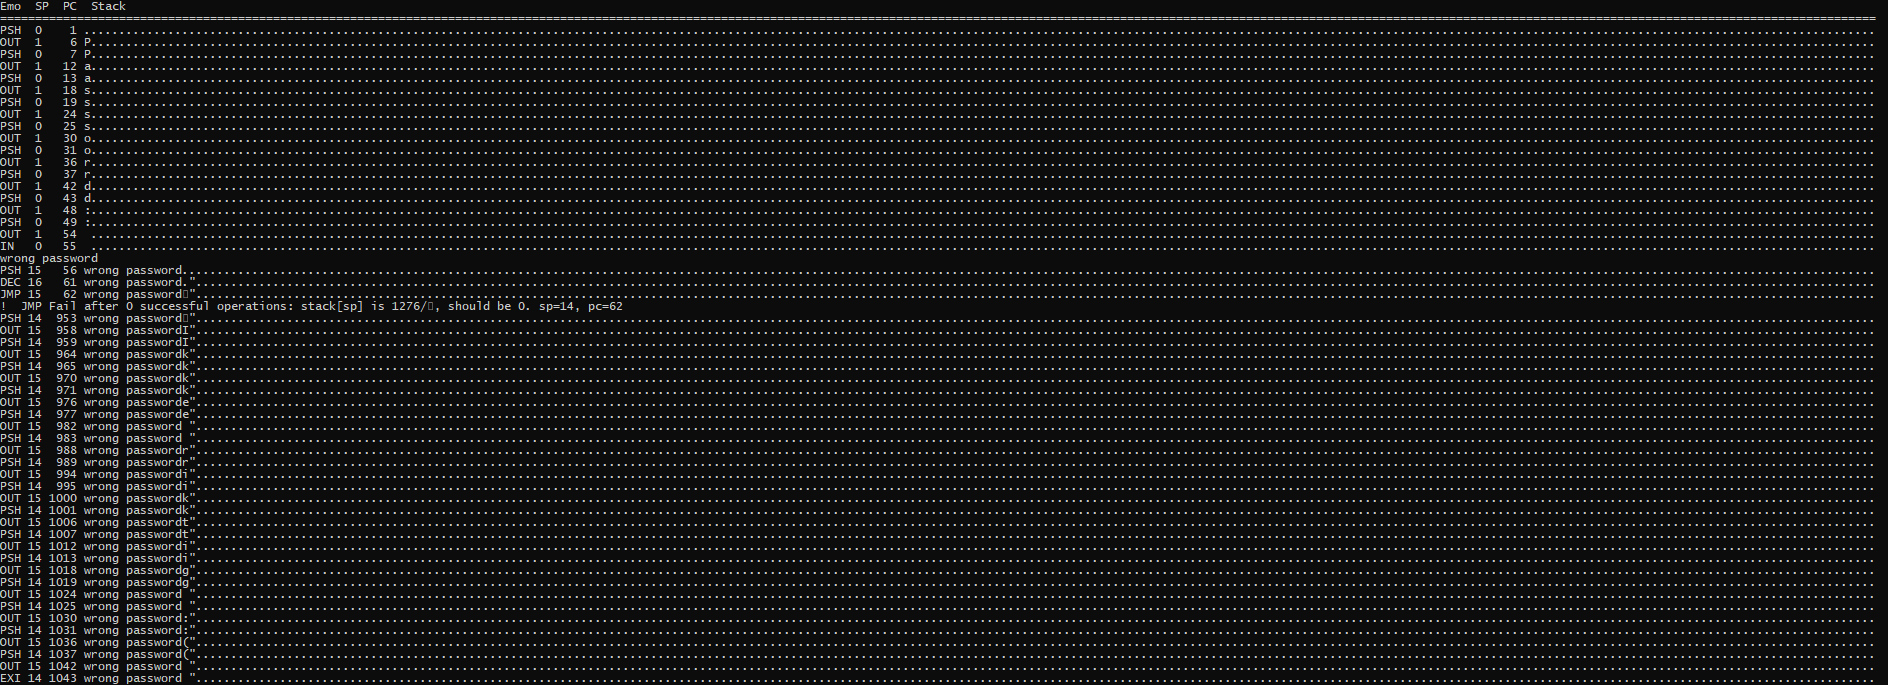 Emo SP PC Stack
PSH 0 1 ..........
OUT 1 6 P..........
PSH 0 7 P..........
OUT 1 12 a..........
PSH 0 13 a..........
OUT 1 18 s..........
PSH 0 19 s..........
OUT 1 24 s..........
PSH 0 25 s..........
OUT 1 30 o..........
PSH 0 31 o..........
OUT 1 36 r..........
PSH 0 37 r..........
OUT 1 42 d..........
PSH 0 43 d..........
OUT 1 48 :..........
PSH 0 49 :..........
OUT 1 54  ..........
IN 0 55  ..........
wrong password
PSH 15 56 wrong password..........
DEC 16 61 wrong password."..........
JMP 15 62 wrong password▯"..........
! JMP Fail after 0 successful operations: stack[sp] is 1276/▯, should be 0. sp=14, pc=62
PSH 14 953 wrong password▯"..........
OUT 15 958 wrong passwordI"..........
PSH 14 959 wrong passwordI"..........
OUT 15 964 wrong passwordk"..........
PSH 14 965 wrong passwordk"..........
OUT 15 970 wrong passwordk"..........
PSH 14 971 wrong passwordk"..........
OUT 15 976 wrong passworde"..........
PSH 14 977 wrong passworde"..........
OUT 15 982 wrong password "..........
PSH 14 983 wrong password "..........
OUT 15 988 wrong passwordr"..........
PSH 14 989 wrong passwordr"..........
OUT 15 994 wrong passwordi"..........
PSH 14 995 wrong passwordi"..........
OUT 15 1000 wrong passwordk"..........
PSH 14 1001 wrong passwordk"..........
OUT 15 1006 wrong passwordt"..........
PSH 14 1007 wrong passwordt"..........
OUT 15 1012 wrong passwordi"..........
PSH 14 1013 wrong passwordi"..........
OUT 15 1018 wrong passwordg"..........
PSH 14 1019 wrong passwordg"..........
OUT 15 1024 wrong password "..........
PSH 14 1025 wrong password "..........
OUT 15 1030 wrong password:"..........
PSH 14 1031 wrong password:"..........
OUT 15 1036 wrong password("..........
PSH 14 1037 wrong password("..........
OUT 15 1042 wrong password "..........
EXI 14 1043 wrong password "..........